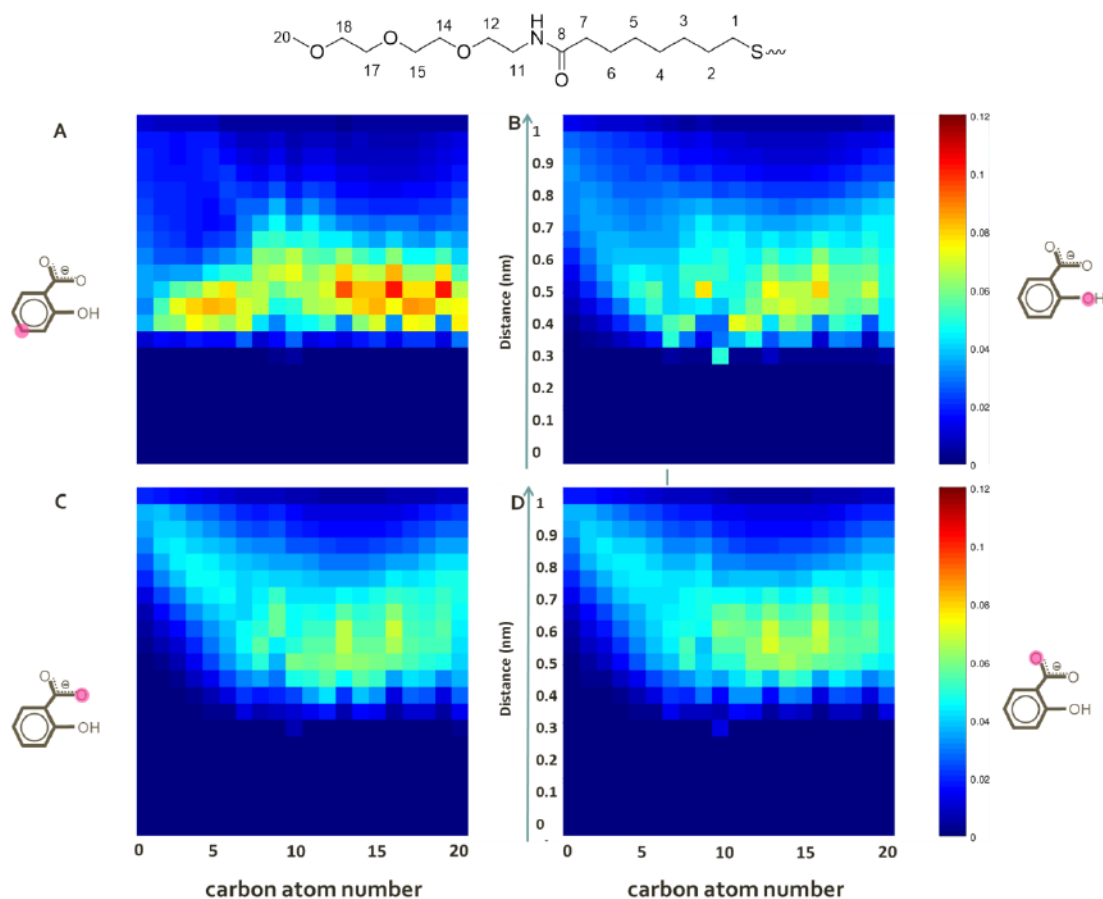 H
20 18 14 12 N 7 5 3 1
O O O 8 S
17 15 11 O 6 4 2
A B
1
0.9
0.8
0.7
0.6
0.5
0.4
0.3
0.2
0.1
0
Distance (nm)
0.12
0.1
0.08
0.06
0.04
0.02
0
O ⊖ O
OH
O ⊖ O
OH
C D
1
0.9
0.8
0.7
0.6
0.5
0.4
0.3
0.2
0.1
0
Distance (nm)
0.12
0.1
0.08
0.06
0.04
0.02
0
O ⊖ O
OH
O ⊖ O
OH
0 5 10 15 20
0 5 10 15 20
carbon atom number
carbon atom number